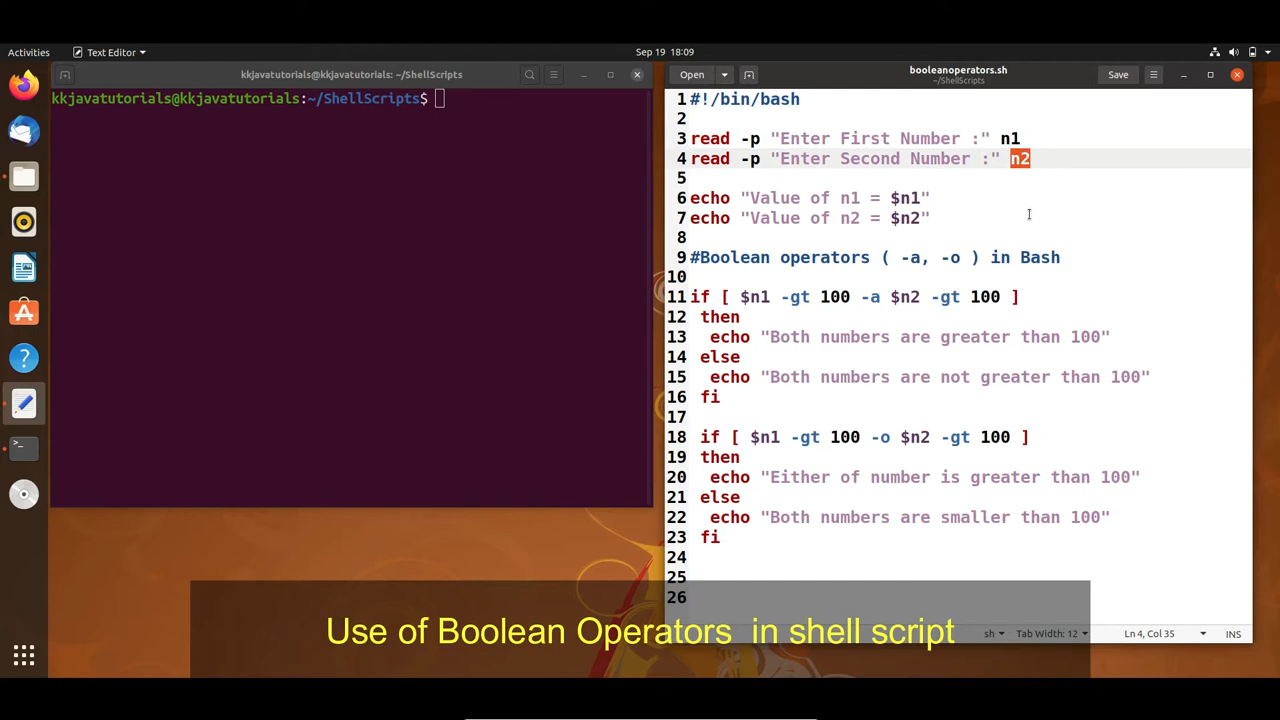 Activities Text Editor Sep 19 18:09
kkjavatutorials@kkjavatutorials: ~/ShellScripts
kkjavatutorials@kkjavatutorials:~/ShellScripts$
Open booleanoperators.sh Save
~/ShellScripts
1 #!/bin/bash
2
3 read -p "Enter First Number :" n1
4 read -p "Enter Second Number :" n2
5
6 echo "Value of n1 = $n1"
7 echo "Value of n2 = $n2"
8
9 #Boolean operators ( -a, -o ) in Bash
10
11 if [ $n1 -gt 100 -a $n2 -gt 100 ]
12 then
13 echo "Both numbers are greater than 100"
14 else
15 echo "Both numbers are not greater than 100"
16 fi
17
18 if [ $n1 -gt 100 -o $n2 -gt 100 ]
19 then
20 echo "Either of number is greater than 100"
21 else
22 echo "Both numbers are smaller than 100"
23 fi
24
25
26
sh Tab Width: 12 Ln 4, Col 35 INS
Use of Boolean Operators in shell script